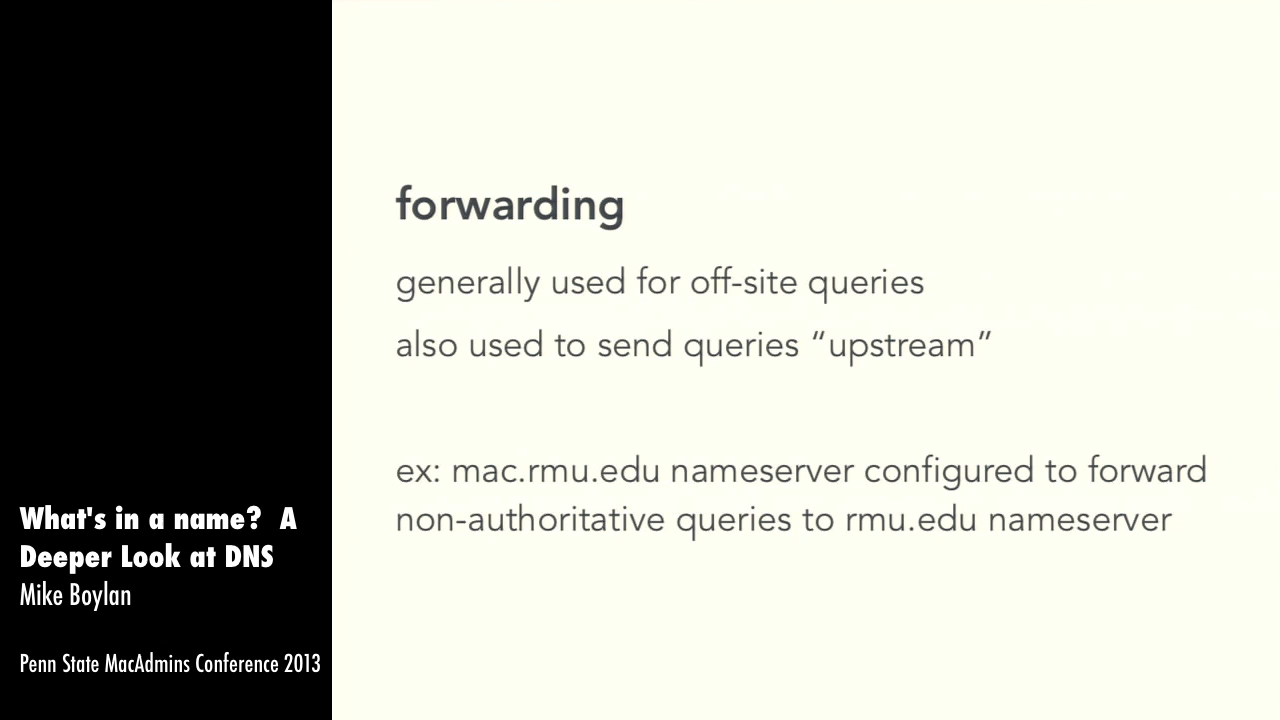 forwarding
generally used for off-site queries
also used to send queries “upstream”
ex: mac.rmu.edu nameserver configured to forward
non-authoritative queries to rmu.edu nameserver
What's in a name?  A
Deeper Look at DNS
Mike Boylan
Penn State MacAdmins Conference 2013